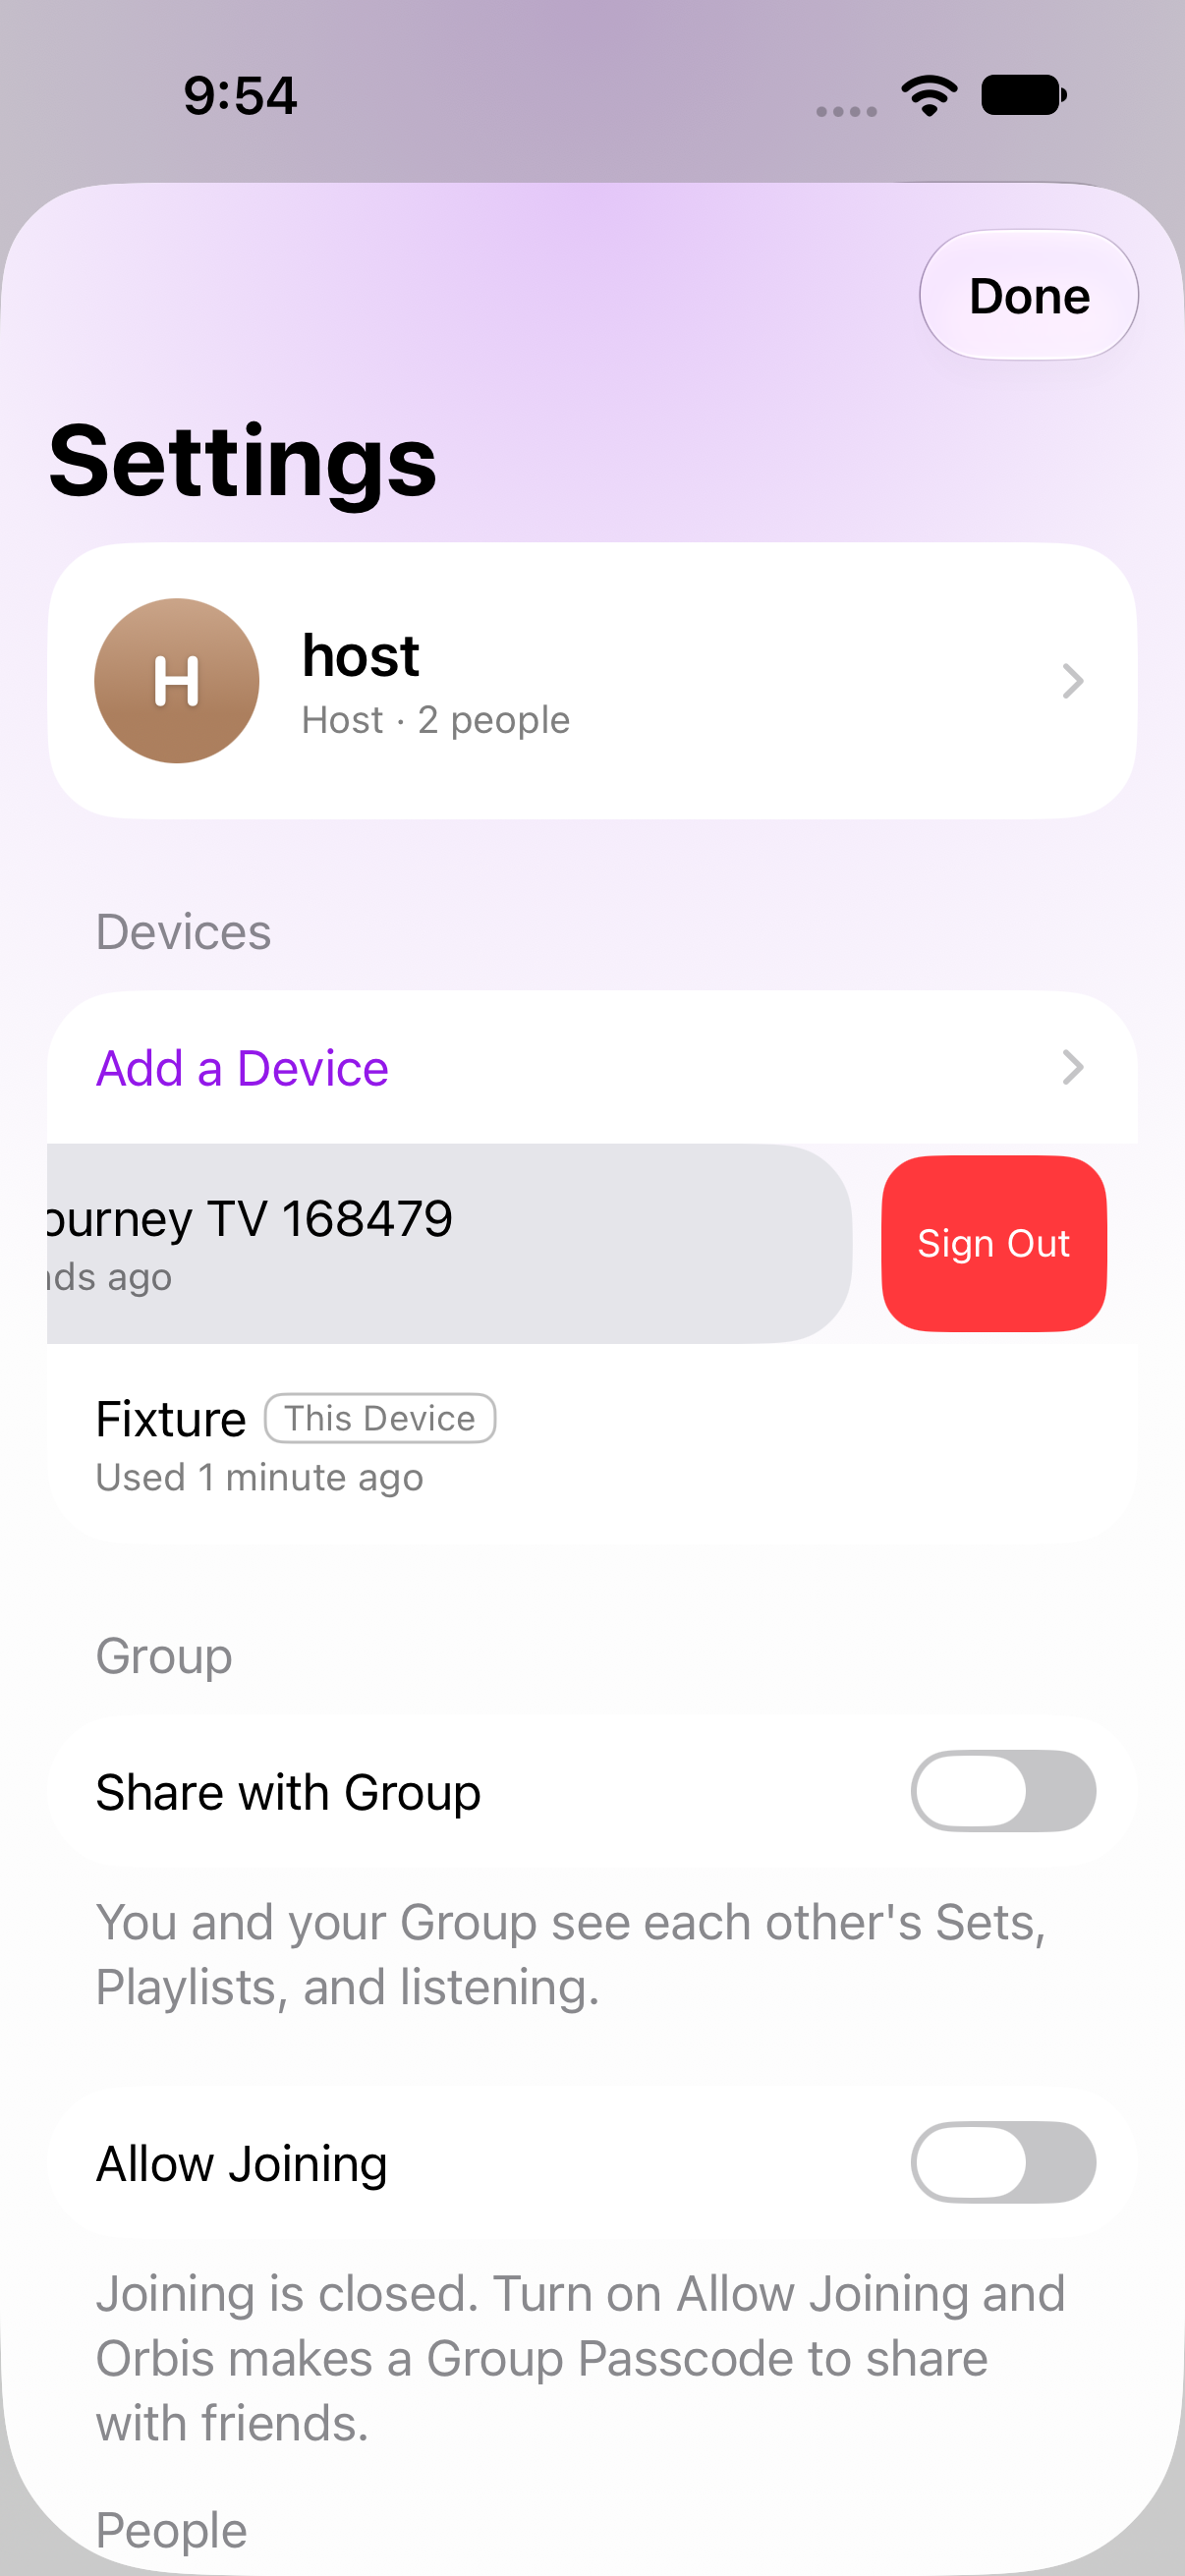 9:54
Done
Settings
H
host
Host · 2 people
Devices
Add a Device
ourney TV 168479
nds ago
Sign Out
Fixture This Device
Used 1 minute ago
Group
Share with Group
You and your Group see each other's Sets,
Playlists, and listening.
Allow Joining
Joining is closed. Turn on Allow Joining and
Orbis makes a Group Passcode to share
with friends.
People